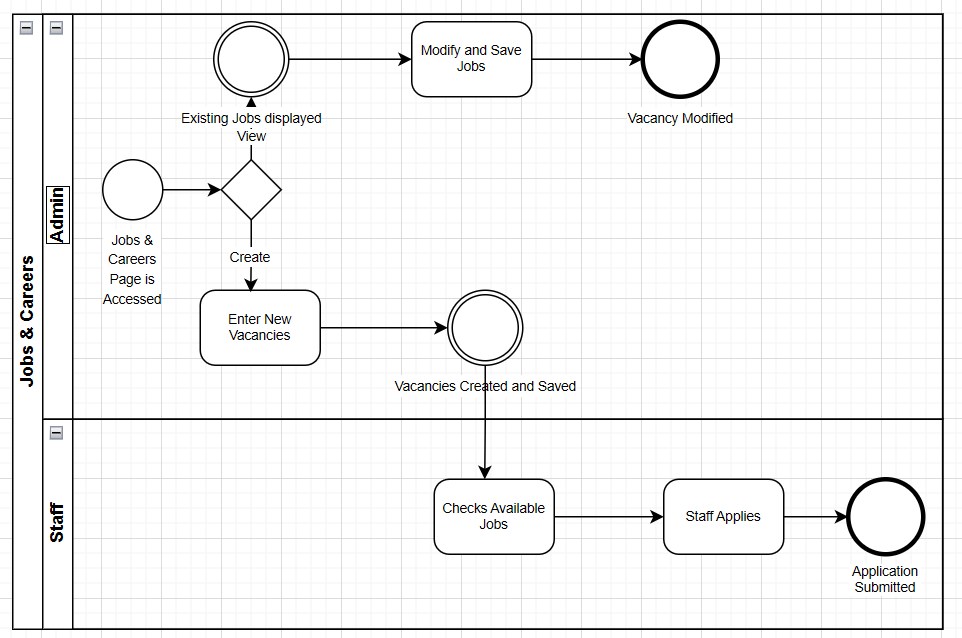 Jobs & Careers
Admin
Modify and Save
Jobs
Existing Jobs displayed
View
Vacancy Modified
Jobs &
Careers
Page is
Accessed
Create
Enter New
Vacancies
Vacancies Created and Saved
Staff
Checks Available
Jobs
Staff Applies
Application
Submitted